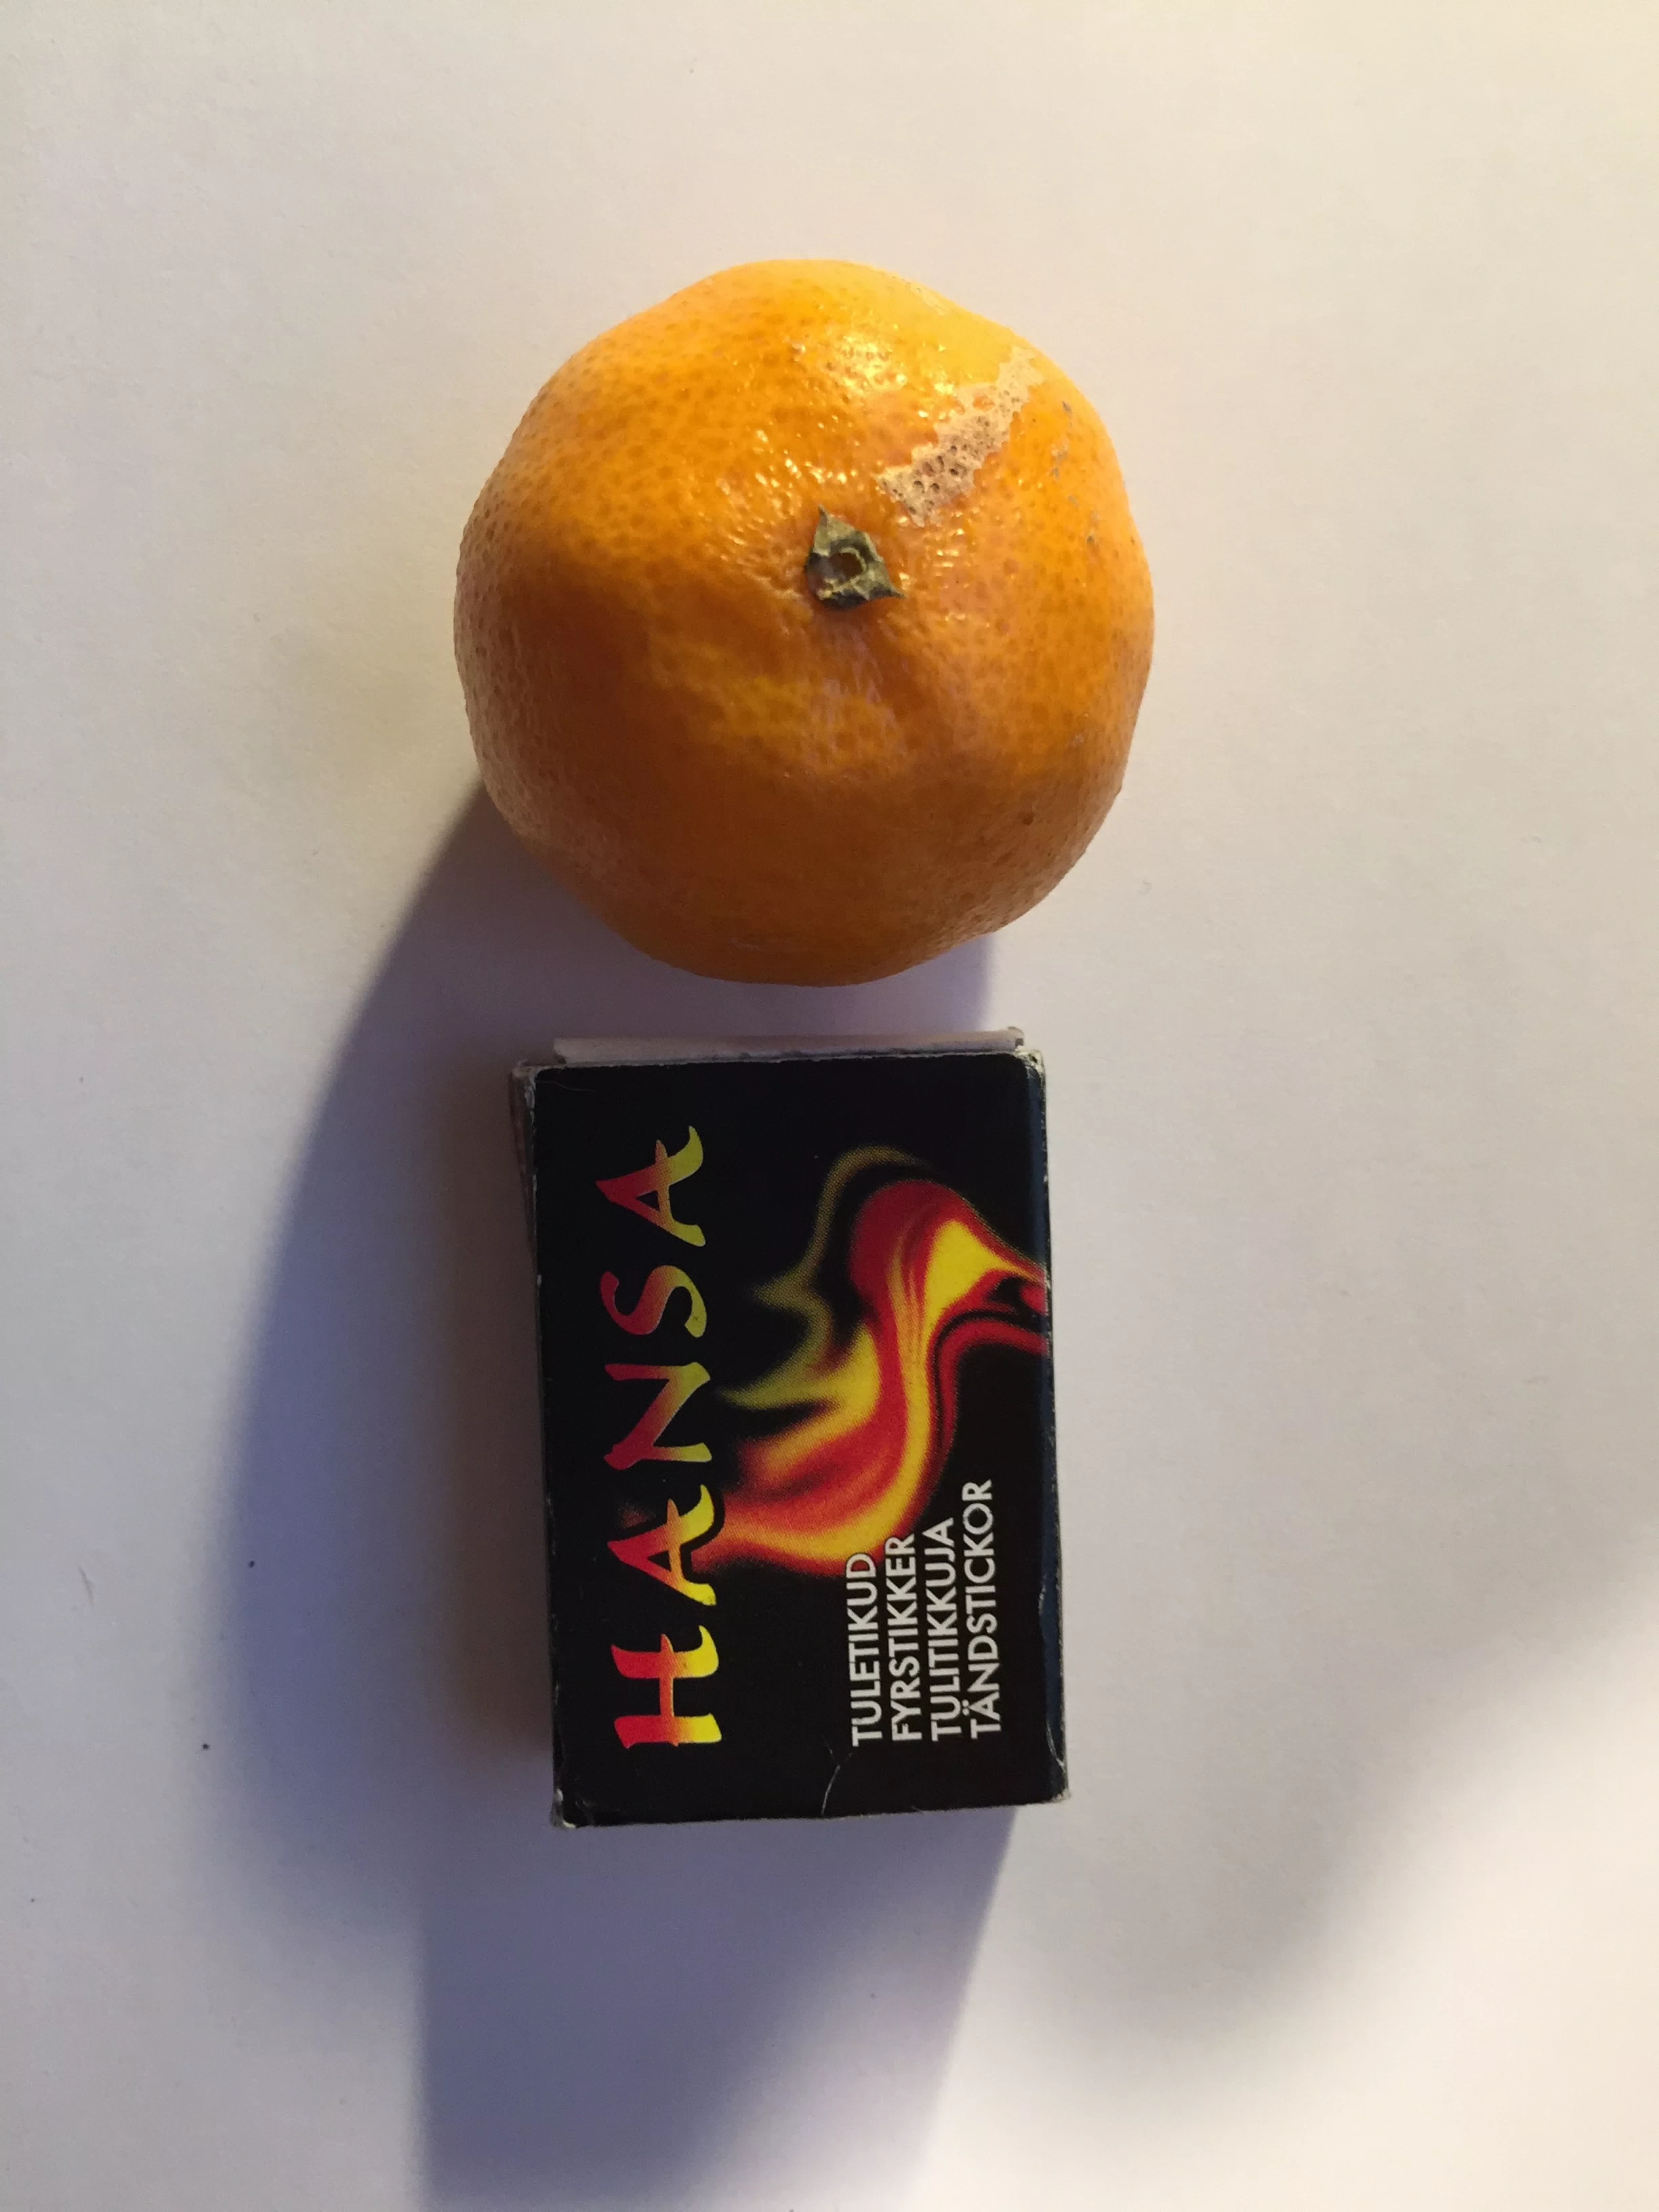 HANSA
TULETIKUD
FYRSTIKKER
TULITIKKUJA
TÄNDSTICKOR